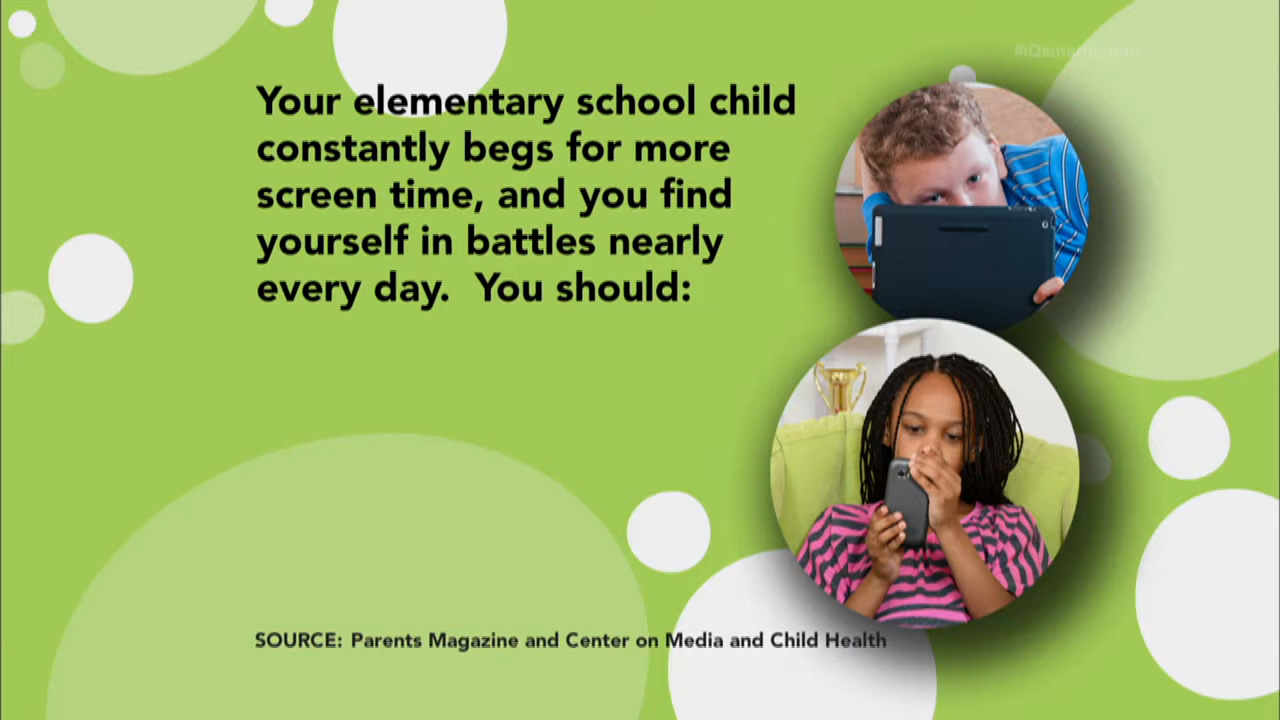 Your elementary school child
constantly begs for more
screen time, and you find
yourself in battles nearly
every day.  You should:
SOURCE: Parents Magazine and Center on Media and Child Health